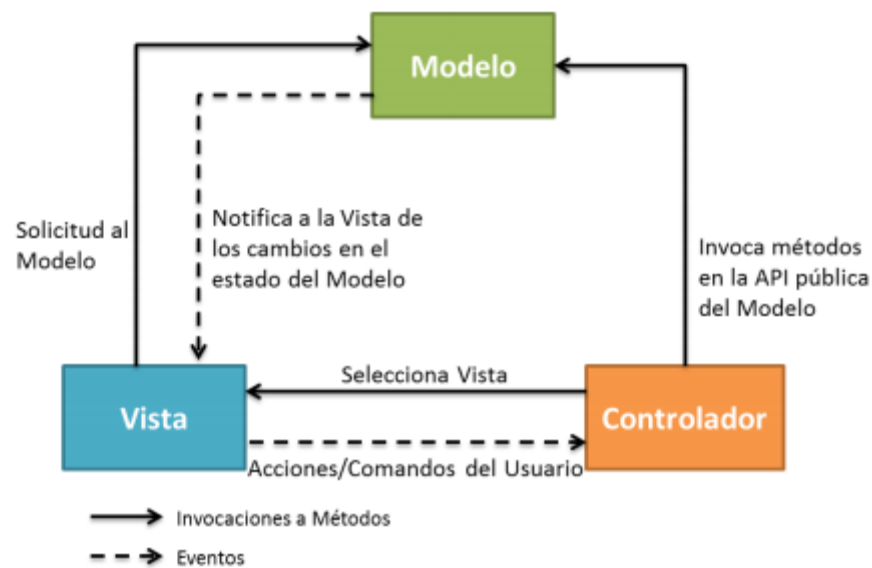 Modelo
Solicitud al
Modelo
Notifica a la Vista de
los cambios en el
estado del Modelo
Invoca métodos
en la API pública
del Modelo
Selecciona Vista
Vista
Controlador
Acciones/Comandos del Usuario
Invocaciones a Métodos
Eventos